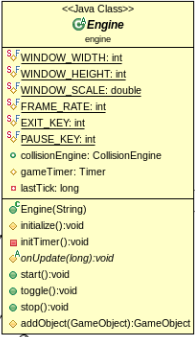 <<Java Class>>
Engine
engine
WINDOW_WIDTH: int
WINDOW_HEIGHT: int
WINDOW_SCALE: double
FRAME_RATE: int
EXIT_KEY: int
PAUSE_KEY: int
collisionEngine: CollisionEngine
gameTimer: Timer
lastTick: long
Engine(String)
initialize():void
initTimer():void
onUpdate(long):void
start():void
toggle():void
stop():void
addObject(GameObject):GameObject